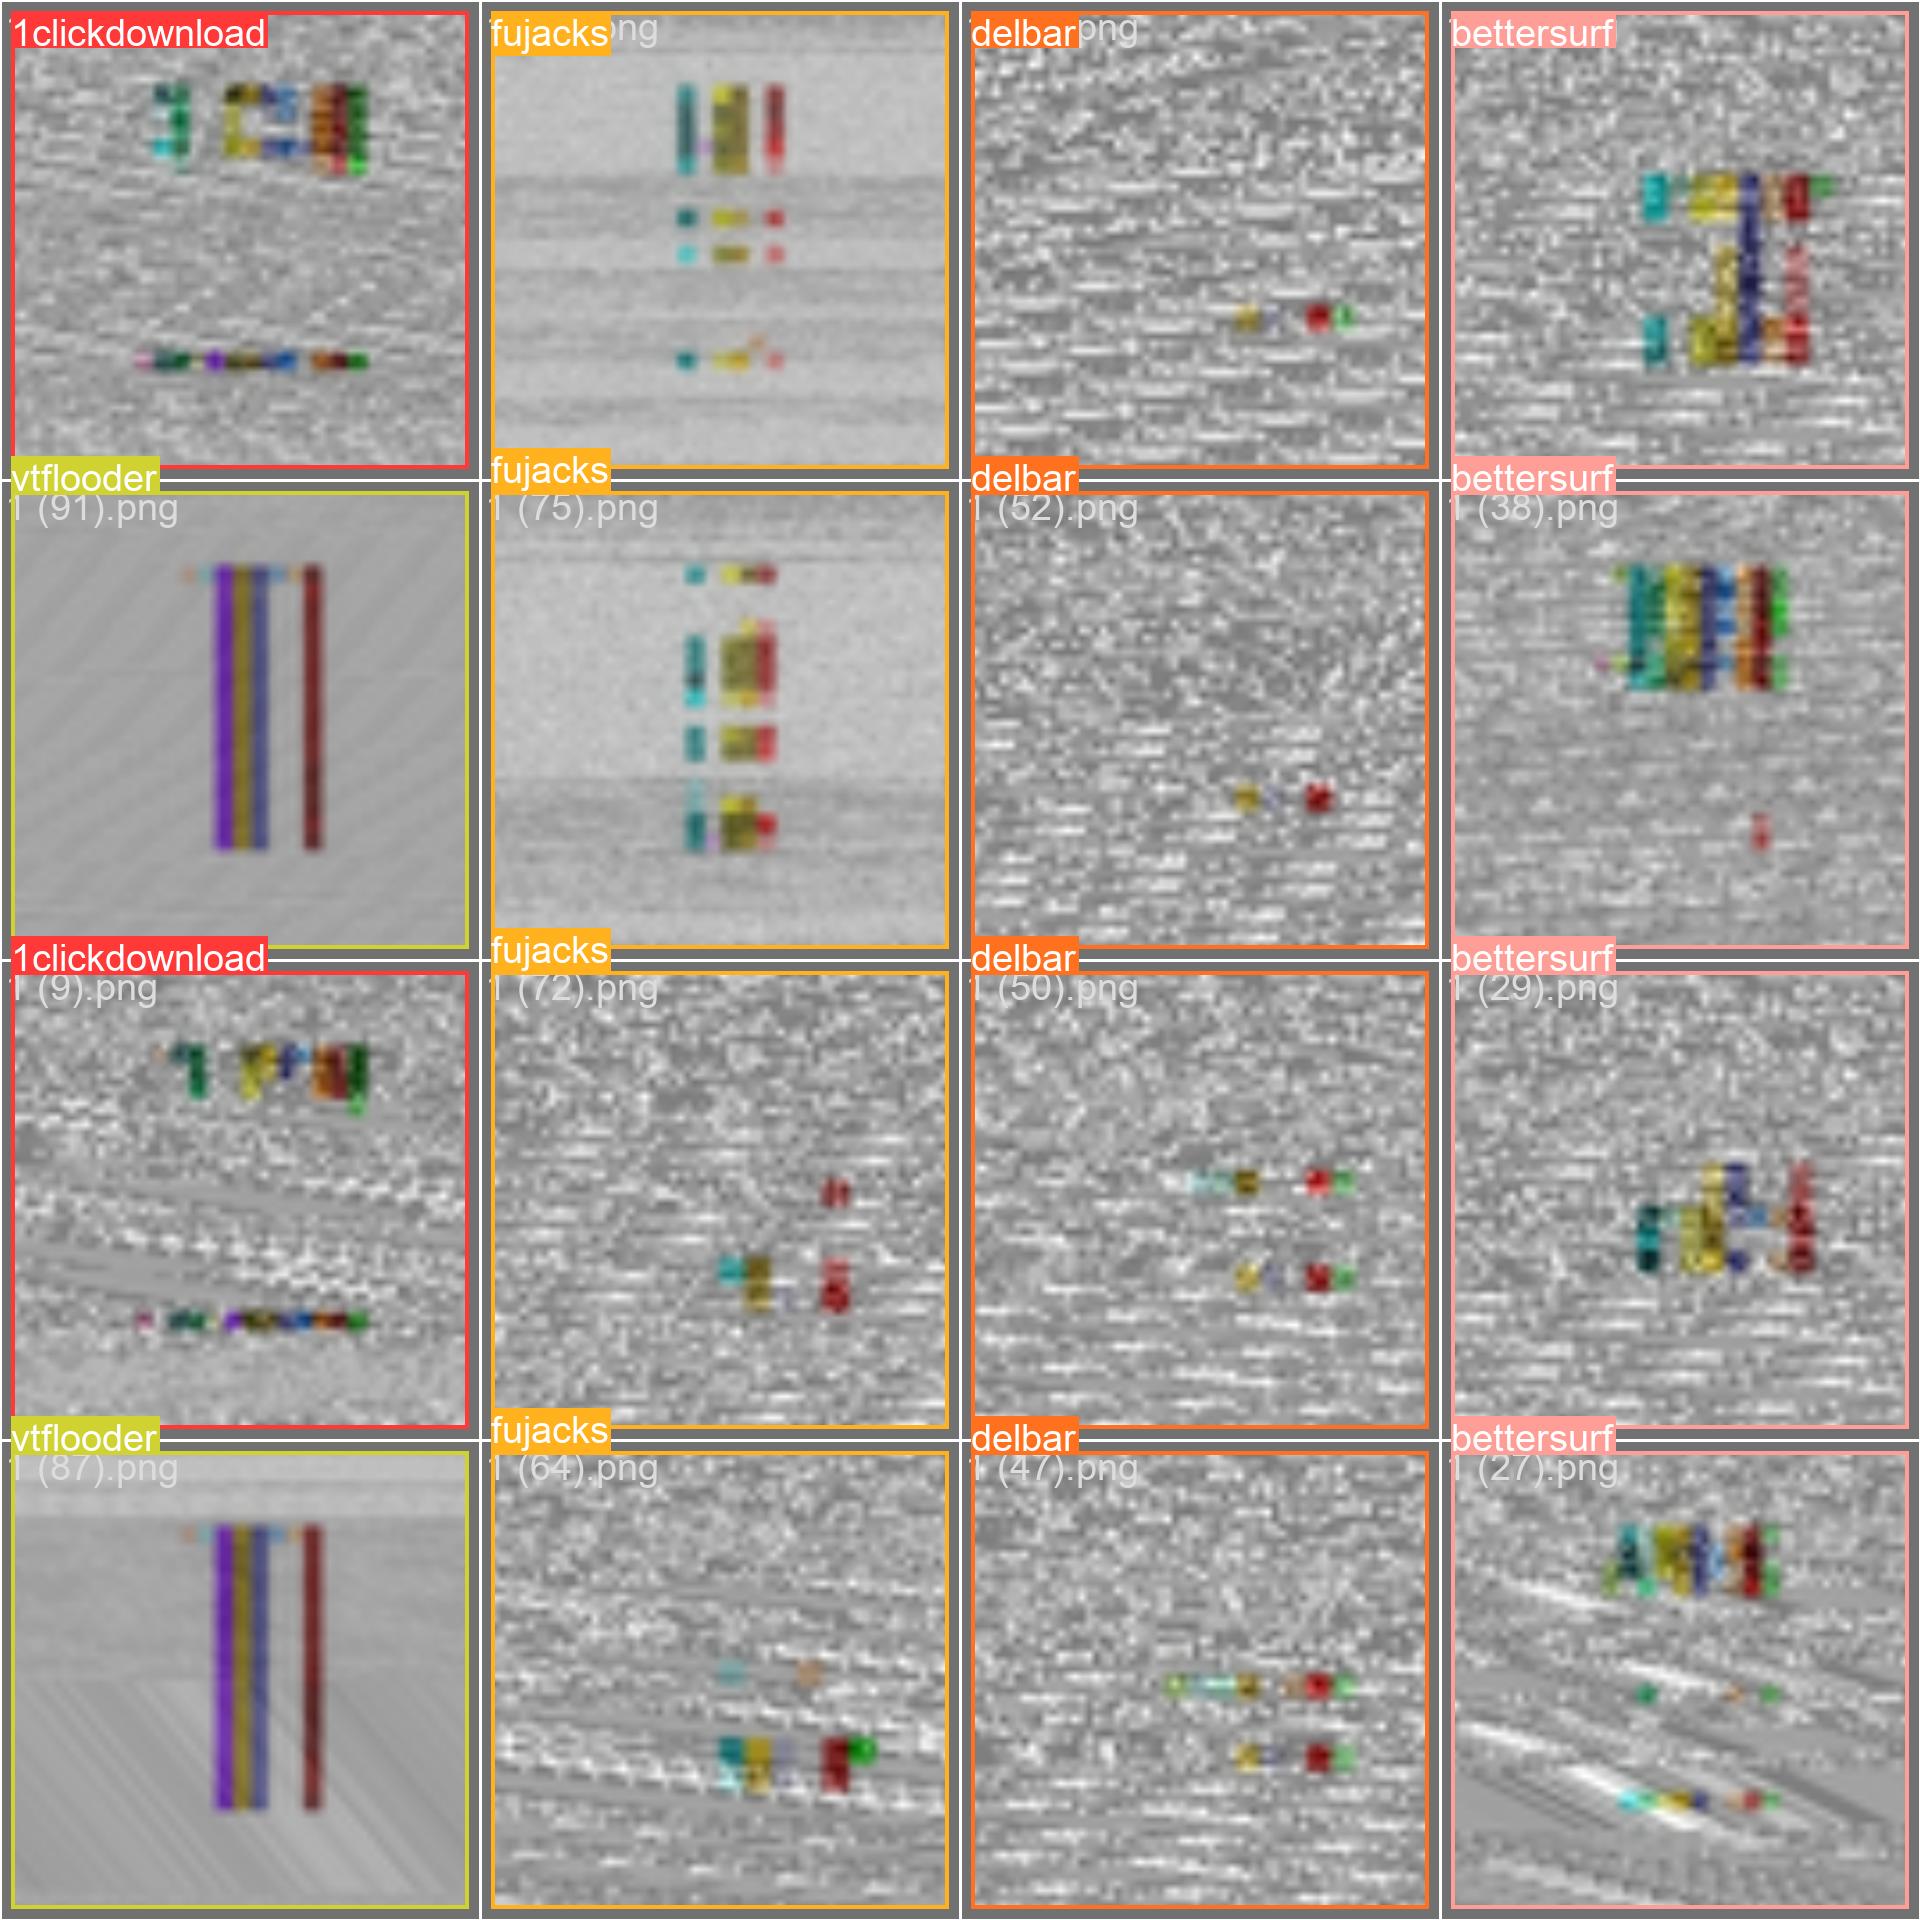 1clickdownload
fujacks
png
delbar
png
bettersurf
vtflooder
1 (91).png
fujacks
1 (75).png
delbar
1 (52).png
bettersurf
1 (38).png
1clickdownload
1 (9).png
fujacks
1 (72).png
delbar
1 (50).png
bettersurf
1 (29).png
vtflooder
1 (87).png
fujacks
1 (64).png
delbar
1 (47).png
bettersurf
1 (27).png